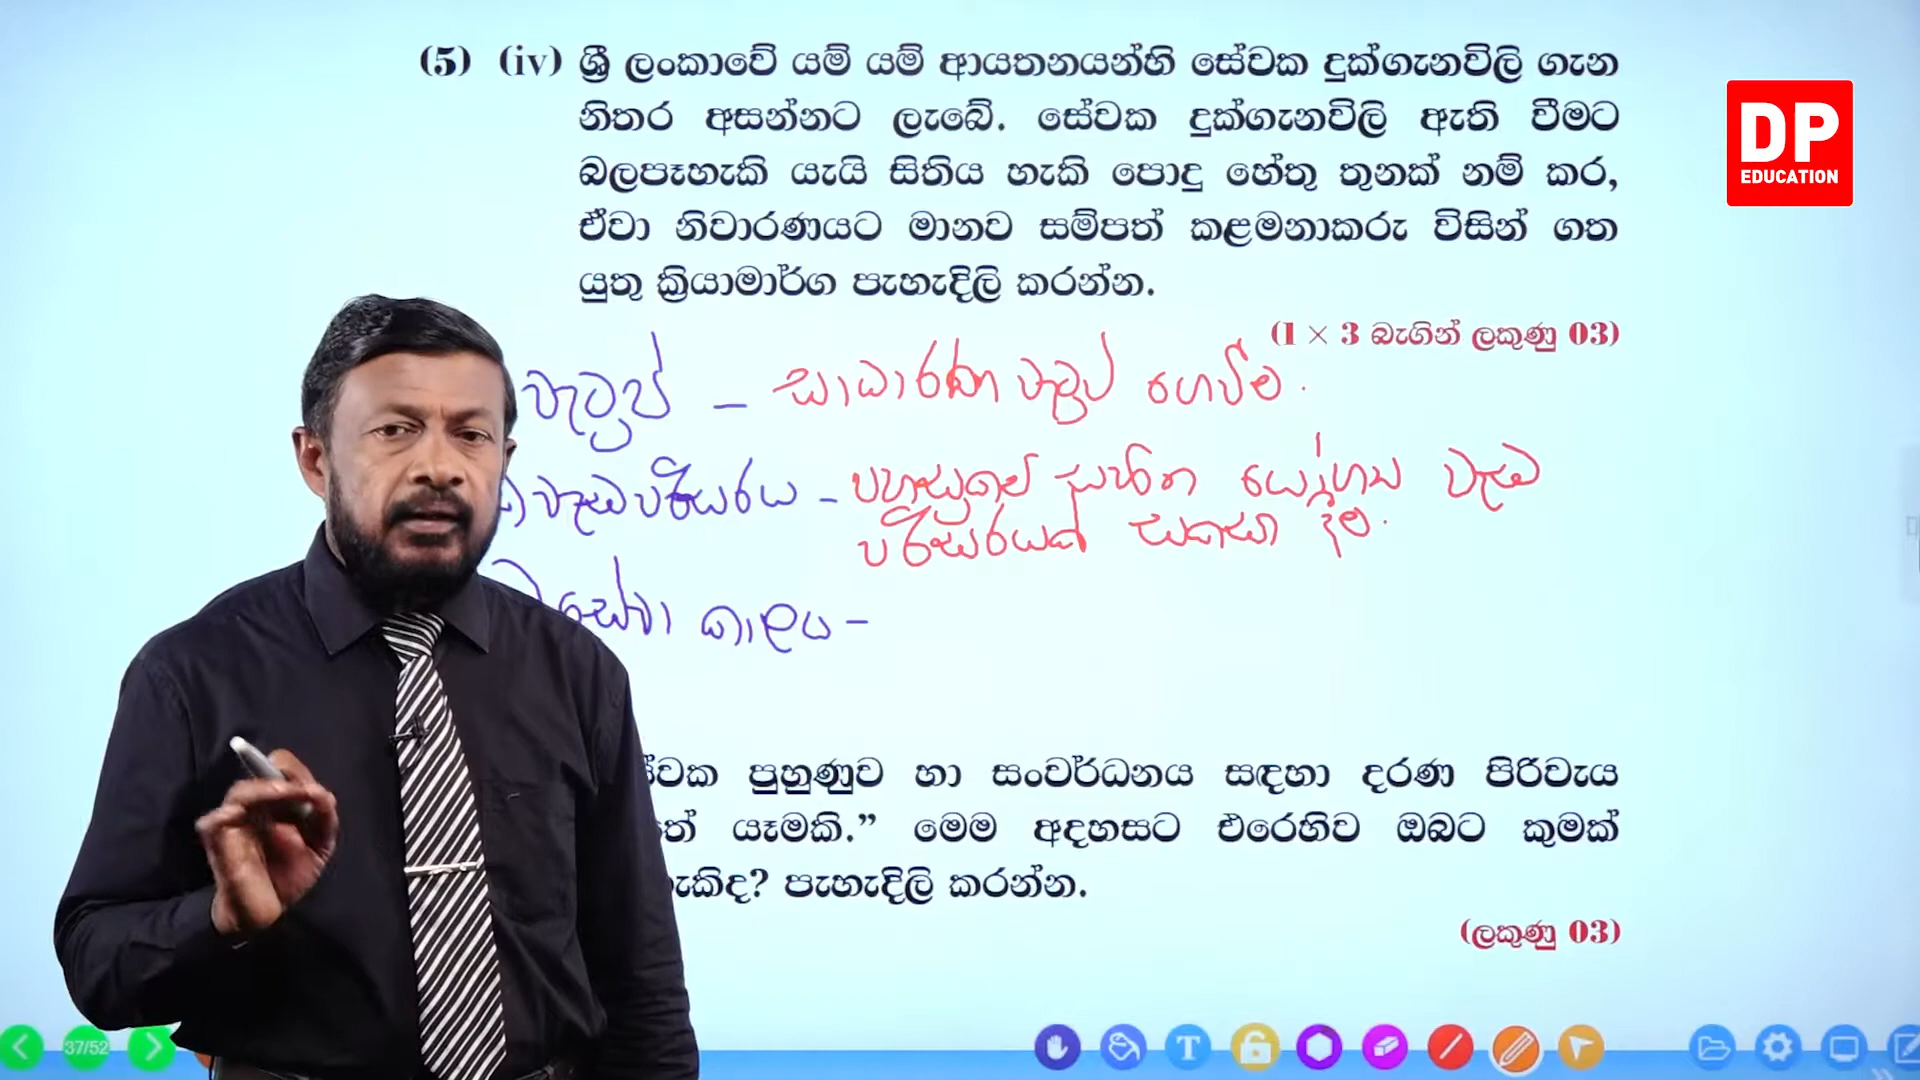 (5) (iv) ශ්‍රී ලංකාවේ යම් යම් ආයතනයන්හි සේවක දුක්ගැනවිලි ගැන
නිතර අසන්නට ලැබේ. සේවක දුක්ගැනවිලි ඇති වීමට
බලපෑහැකි යැයි සිතිය හැකි පොදු හේතු තුනක් නම් කර,
ඒවා නිවාරණයට මානව සම්පත් කළමනාකරු විසින් ගත
යුතු ක්‍රියාමාර්ග පැහැදිලි කරන්න.
(1 × 3 බැගින් ලකුණු 03)
වැටුප් – සාධාරණ වැටුප් ගෙවීම.
වැඩ පරිසරය – පහසුකම් සහිත යෝග්‍ය වැඩ
පරිසරයක් සකසා දීම.
සේවා කාලය –
සේවක පුහුණුව හා සංවර්ධනය සඳහා දරණ පිරිවැය
යෑමකි.” මෙම අදහසට එරෙහිව ඔබට කුමක්
හැකිද? පැහැදිලි කරන්න.
(ලකුණු 03)
DP
EDUCATION
37/52
T